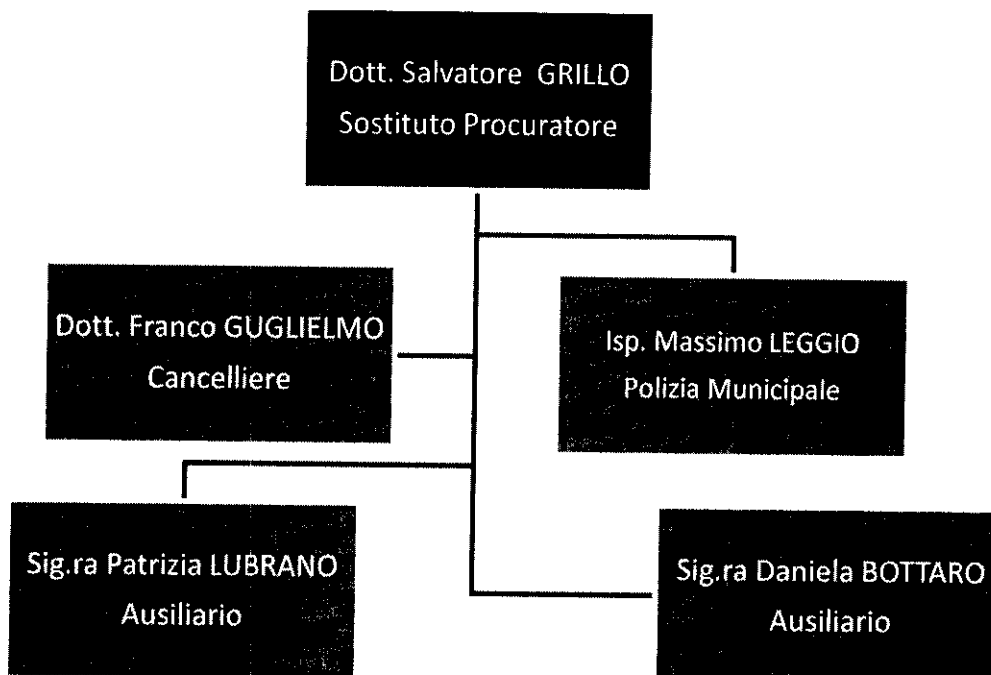 Dott. Salvatore GRILLO
Sostituto Procuratore
Dott. Franco GUGLIELMO
Cancelliere
Isp. Massimo LEGGIO
Polizia Municipale
Sig.ra Patrizia LUBRANO
Ausiliario
Sig.ra Daniela BOTTARO
Ausiliario